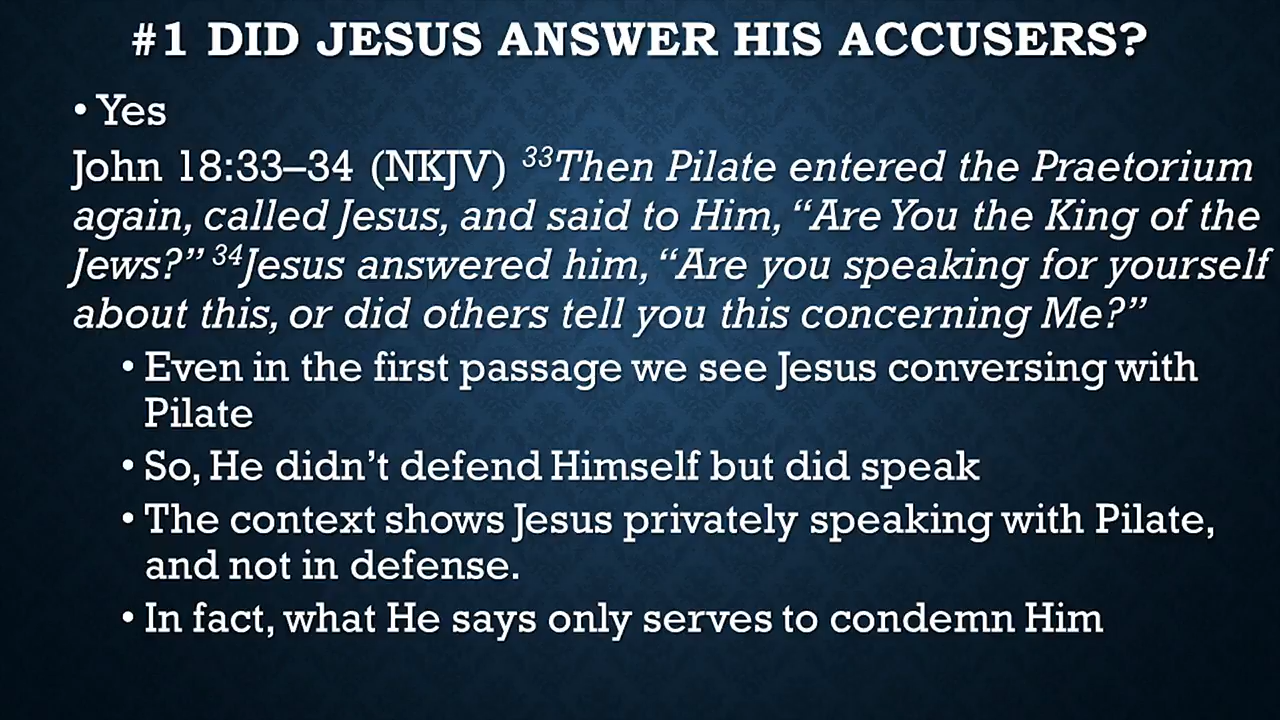 #1 DID JESUS ANSWER HIS ACCUSERS?
• Yes
John 18:33–34 (NKJV) ³³Then Pilate entered the Praetorium
again, called Jesus, and said to Him, “Are You the King of the
Jews?” ³⁴Jesus answered him, “Are you speaking for yourself
about this, or did others tell you this concerning Me?”
• Even in the first passage we see Jesus conversing with
Pilate
• So, He didn’t defend Himself but did speak
• The context shows Jesus privately speaking with Pilate,
and not in defense.
• In fact, what He says only serves to condemn Him